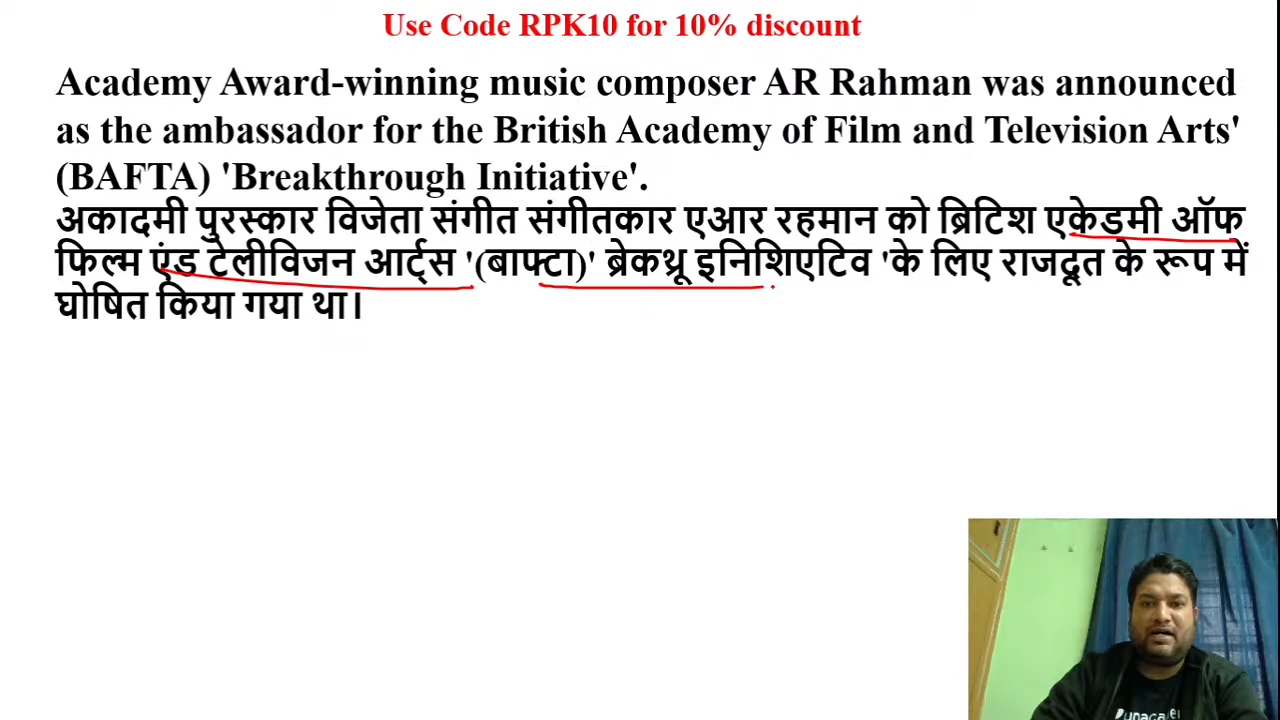 Use Code RPK10 for 10% discount
Academy Award-winning music composer AR Rahman was announced
as the ambassador for the British Academy of Film and Television Arts'
(BAFTA) 'Breakthrough Initiative'.
अकादमी पुरस्कार विजेता संगीत संगीतकार एआर रहमान को ब्रिटिश एकेडमी ऑफ
फिल्म एंड टेलीविजन आर्ट्स '(बाफ्टा)' ब्रेकथ्रू इनिशिएटिव 'के लिए राजदूत के रूप में
घोषित किया गया था।